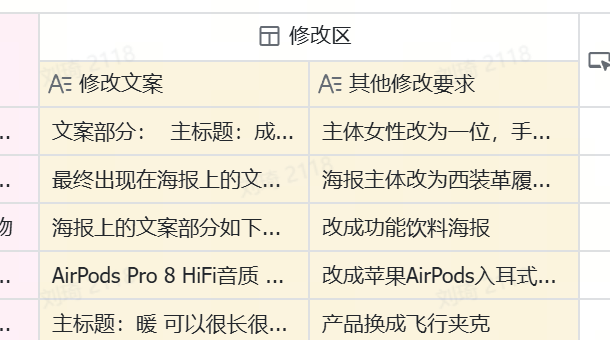 修改区
修改文案 其他修改要求
.. 文案部分： 主标题：成... 主体女性改为一位，手...
.. 最终出现在海报上的文... 海报主体改为西装革履...
物 海报上的文案部分如下... 改成功能饮料海报
.. AirPods Pro 8 HiFi音质 ... 改成苹果AirPods入耳式...
.. 主标题：暖 可以很长很... 产品换成飞行夹克
刘琦 2118